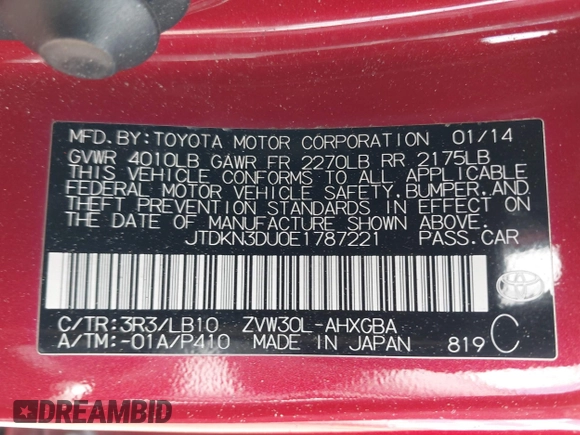 MFD.BY:TOYOTA MOTOR CORPORATION 01/14
GVWR 4010LB GAWR FR 2270LB RR 2175LB
THIS VEHICLE CONFORMS TO ALL APPLICABLE
FEDERAL MOTOR VEHICLE SAFETY,BUMPER,AND
THEFT PREVENTION STANDARDS IN EFFECT ON
THE DATE OF MANUFACTURE SHOWN ABOVE.
JTDKN3DU0E1787221 PASS.CAR
C/TR:3R3/LB10 ZVW30L-AHXGBA
A/TM:-01A/P410 MADE IN JAPAN 819 C
DREAMBID